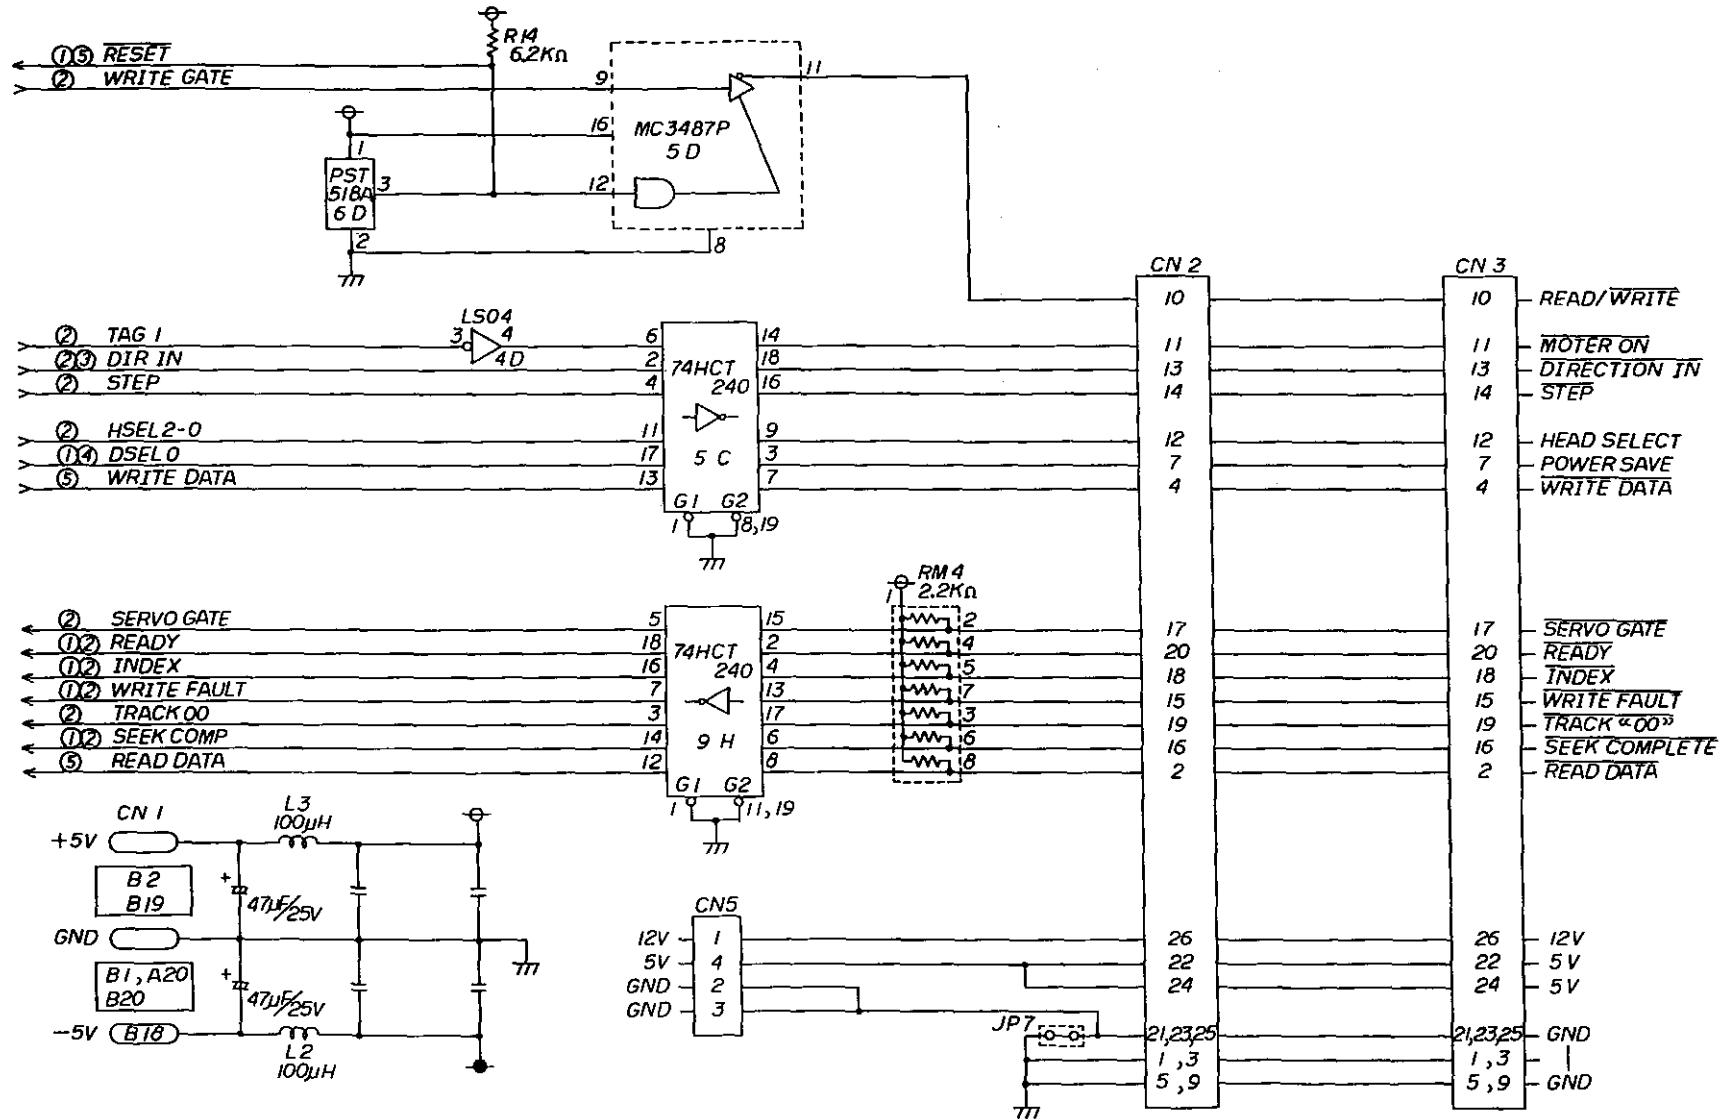 ①⑤ RESET
② WRITE GATE
R14
6.2KΩ
9
11
16
MC3487P
5D
12
8
1
PST
518A
6D
3
2
CN 2
CN 3
10
10
READ/WRITE
② TAG 1
3
LS04
4
4D
6
14
11
11
MOTER ON
②③ DIR IN
2
18
13
13
DIRECTION IN
② STEP
4
16
14
14
STEP
74HCT
240
② HSEL2-0
11
9
12
12
HEAD SELECT
①④ DSEL0
17
5 C
3
7
7
POWER SAVE
⑤ WRITE DATA
13
7
4
4
WRITE DATA
G1 G2
1
8,19
RM4
2.2KΩ
1
② SERVO GATE
5
15
2
17
17
SERVO GATE
①② READY
18
2
4
20
20
READY
74HCT
240
①② INDEX
16
4
5
18
18
INDEX
①② WRITE FAULT
7
13
7
15
15
WRITE FAULT
② TRACK00
3
17
3
19
19
TRACK "00"
①② SEEK COMP
14
9 H
6
6
16
16
SEEK COMPLETE
⑤ READ DATA
12
8
8
2
2
READ DATA
G1 G2
1
11,19
CN 1
+5V
L3
100μH
B2
B19
+
47μF/25V
GND
B1, A20
B20
+
47μF/25V
-5V
B18
L2
100μH
CN5
12V
1
26
26
12V
5V
4
22
22
5V
GND
2
24
24
5V
GND
3
JP7
21,23,25
21,23,25
GND
1,3
1,3
5,9
5,9
GND